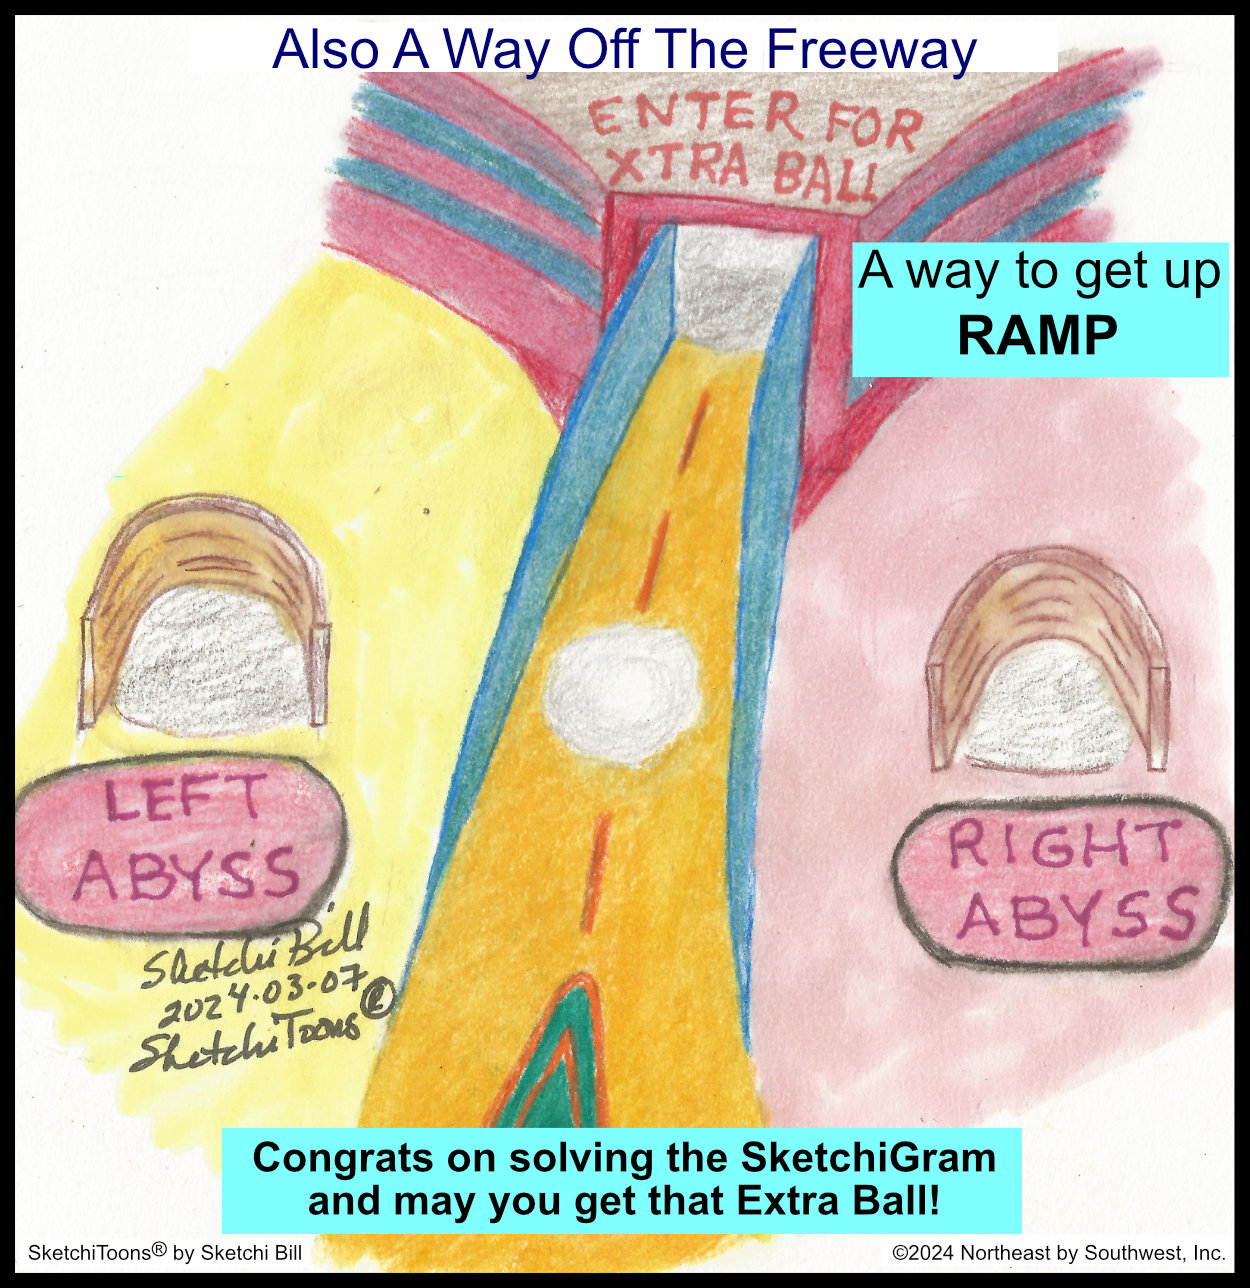 Also A Way Off The Freeway
ENTER FOR
XTRA BALL
A way to get up
RAMP
LEFT
ABYSS
RIGHT
ABYSS
Sketchi Bill
2024.03.07
SketchiToons®
Congrats on solving the SketchiGram
and may you get that Extra Ball!
SketchiToons® by Sketchi Bill
©2024 Northeast by Southwest, Inc.